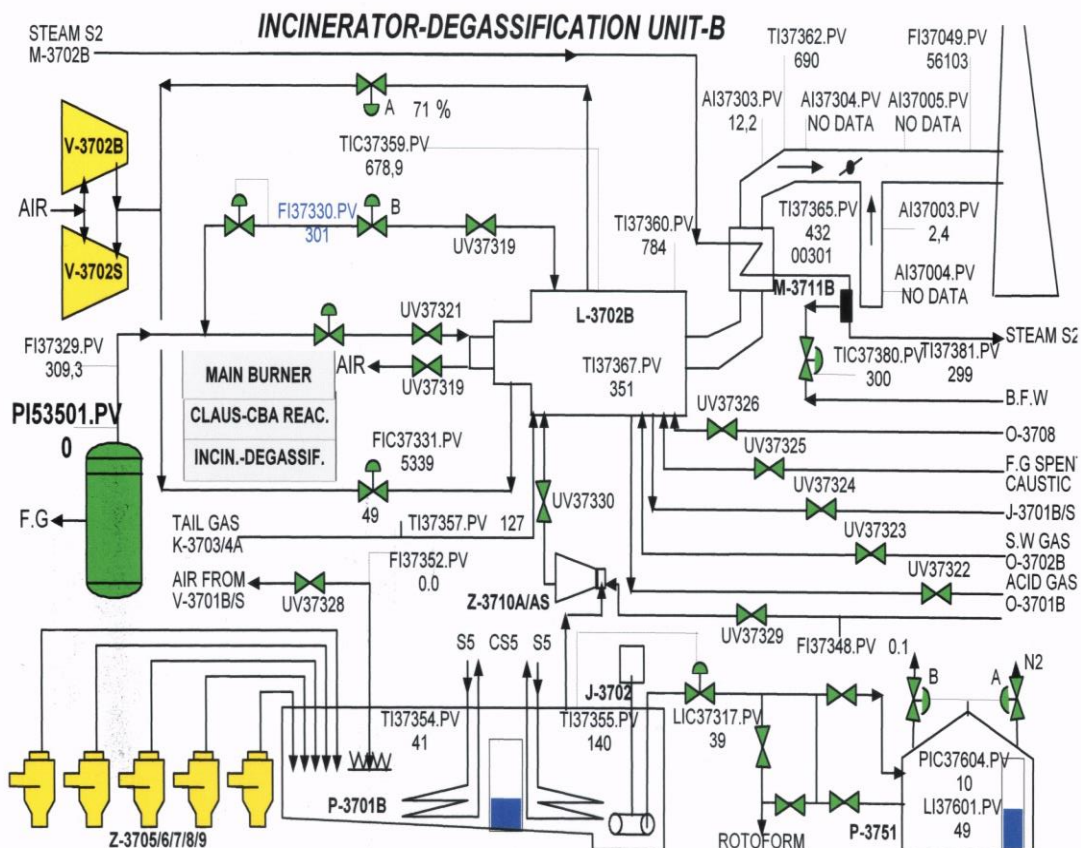 INCINERATOR-DEGASSIFICATION UNIT-B
STEAM S2
M-3702B
TI37362.PV
690
FI37049.PV
56103
AI37303.PV
12,2
AI37304.PV
NO DATA
AI37005.PV
NO DATA
A
71 %
V-3702B
TIC37359.PV
678,9
AIR
FI37330.PV
301
B
UV37319
TI37360.PV
784
TI37365.PV
432
00301
AI37003.PV
2,4
V-3702S
M-3711B
AI37004.PV
NO DATA
UV37321
L-3702B
STEAM S2
FI37329.PV
309,3
AIR
UV37319
TI37367.PV
351
TIC37380.PV
300
TI37381.PV
299
MAIN BURNER
CLAUS-CBA REAC.
INCIN.-DEGASSIF.
B.F.W
PI53501.PV
0
UV37326
O-3708
UV37325
F.G SPENT
CAUSTIC
FIC37331.PV
5339
49
UV37330
UV37324
J-3701B/S
F.G
TAIL GAS
K-3703/4A
TI37357.PV
127
UV37323
S.W GAS
O-3702B
FI37352.PV
0.0
AIR FROM
V-3701B/S
UV37328
Z-3710A/AS
UV37322
ACID GAS
O-3701B
UV37329
FI37348.PV
0.1
S5
CS5
S5
B
A
N2
J-3702
TI37354.PV
41
TI37355.PV
140
LIC37317.PV
39
PIC37604.PV
10
LI37601.PV
49
P-3701B
P-3751
Z-3705/6/7/8/9
ROTOFORM